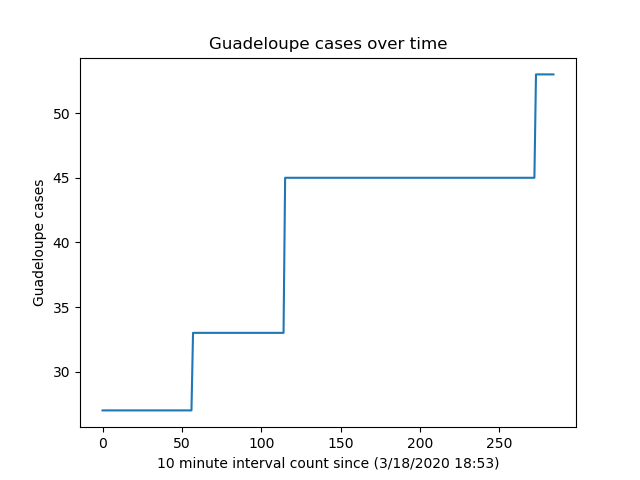 Guadeloupe cases over time
50
45
40
35
30
Guadeloupe cases
0 50 100 150 200 250
10 minute interval count since (3/18/2020 18:53)